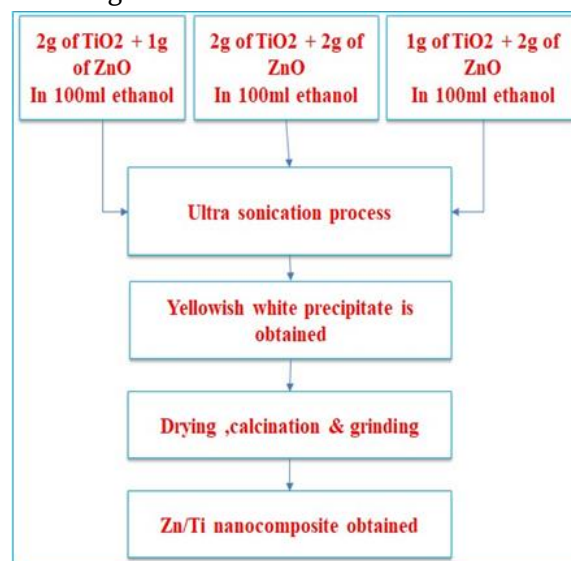 2g of TiO2 + 1g
of ZnO
In 100ml ethanol
2g of TiO2 + 2g of
ZnO
In 100ml ethanol
1g of TiO2 + 2g of
ZnO
In 100ml ethanol
Ultra sonication process
Yellowish white precipitate is
obtained
Drying ,calcination & grinding
Zn/Ti nanocomposite obtained